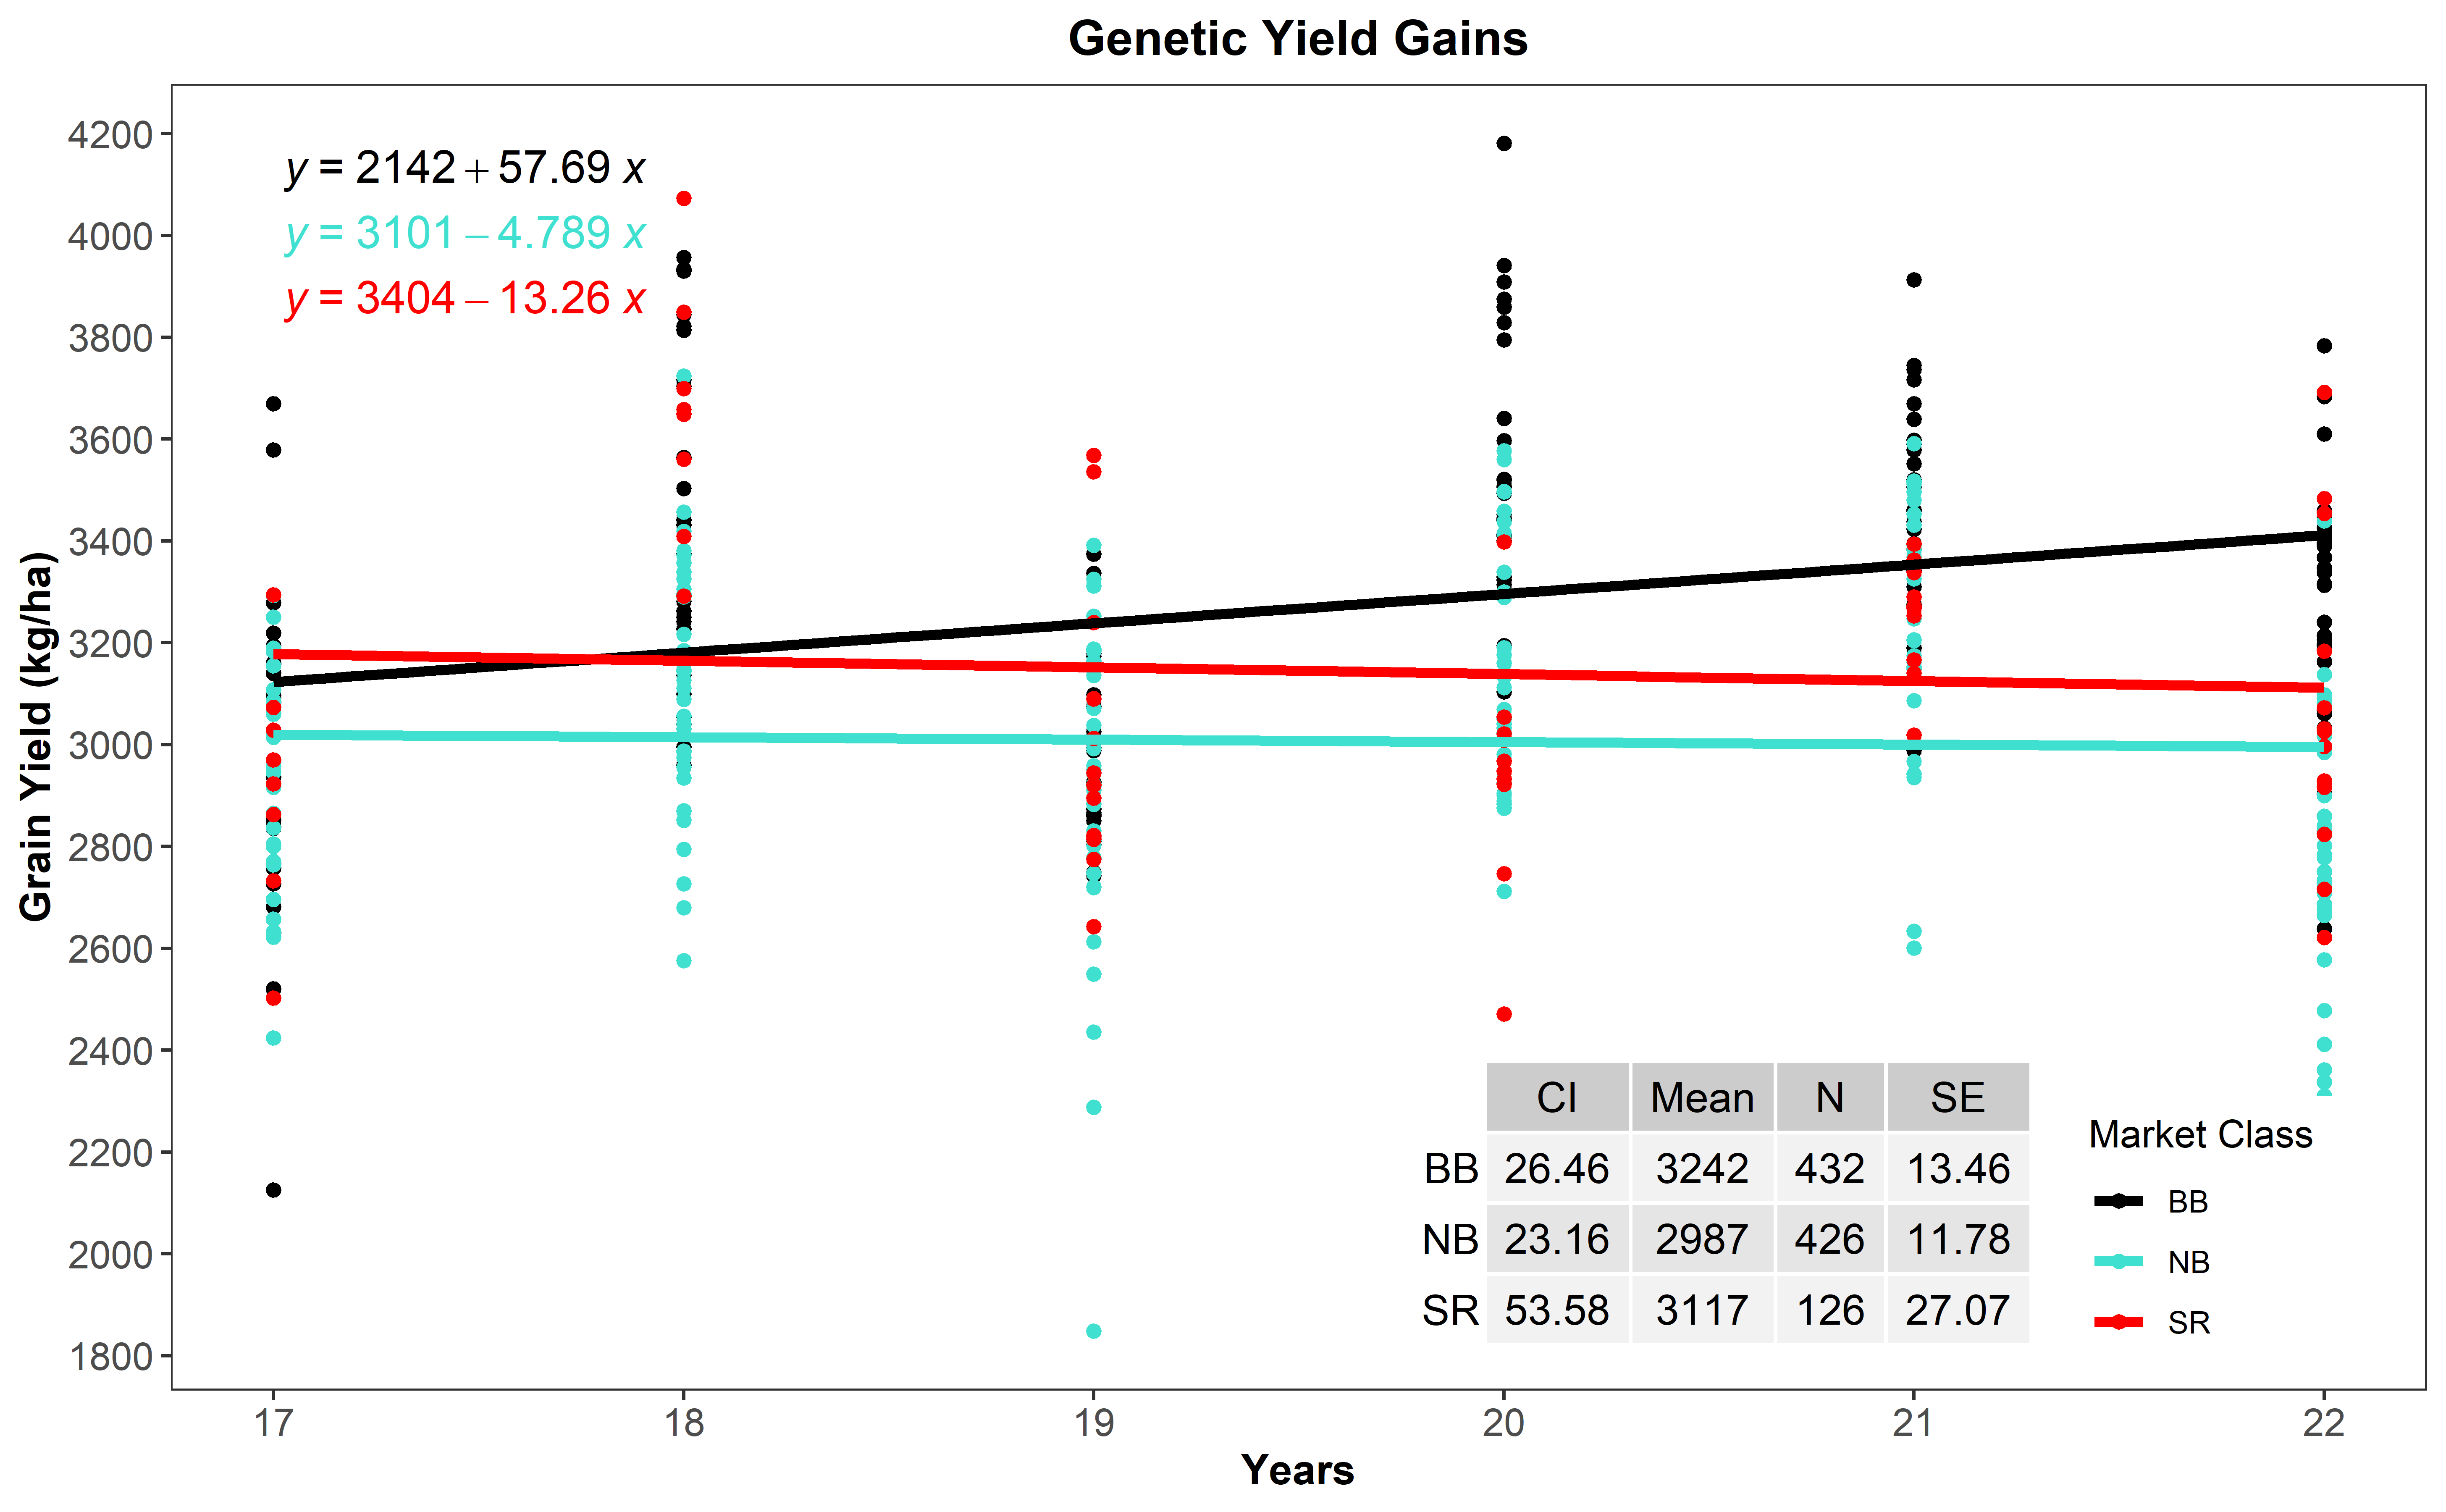 Genetic Yield Gains
Grain Yield (kg/ha)
4200
4000
3800
3600
3400
3200
3000
2800
2600
2400
2200
2000
1800
y = 2142 + 57.69 x
y = 3101 − 4.789 x
y = 3404 − 13.26 x
CI Mean N SE
BB 26.46 3242 432 13.46
NB 23.16 2987 426 11.78
SR 53.58 3117 126 27.07
Market Class
BB
NB
SR
17 18 19 20 21 22
Years